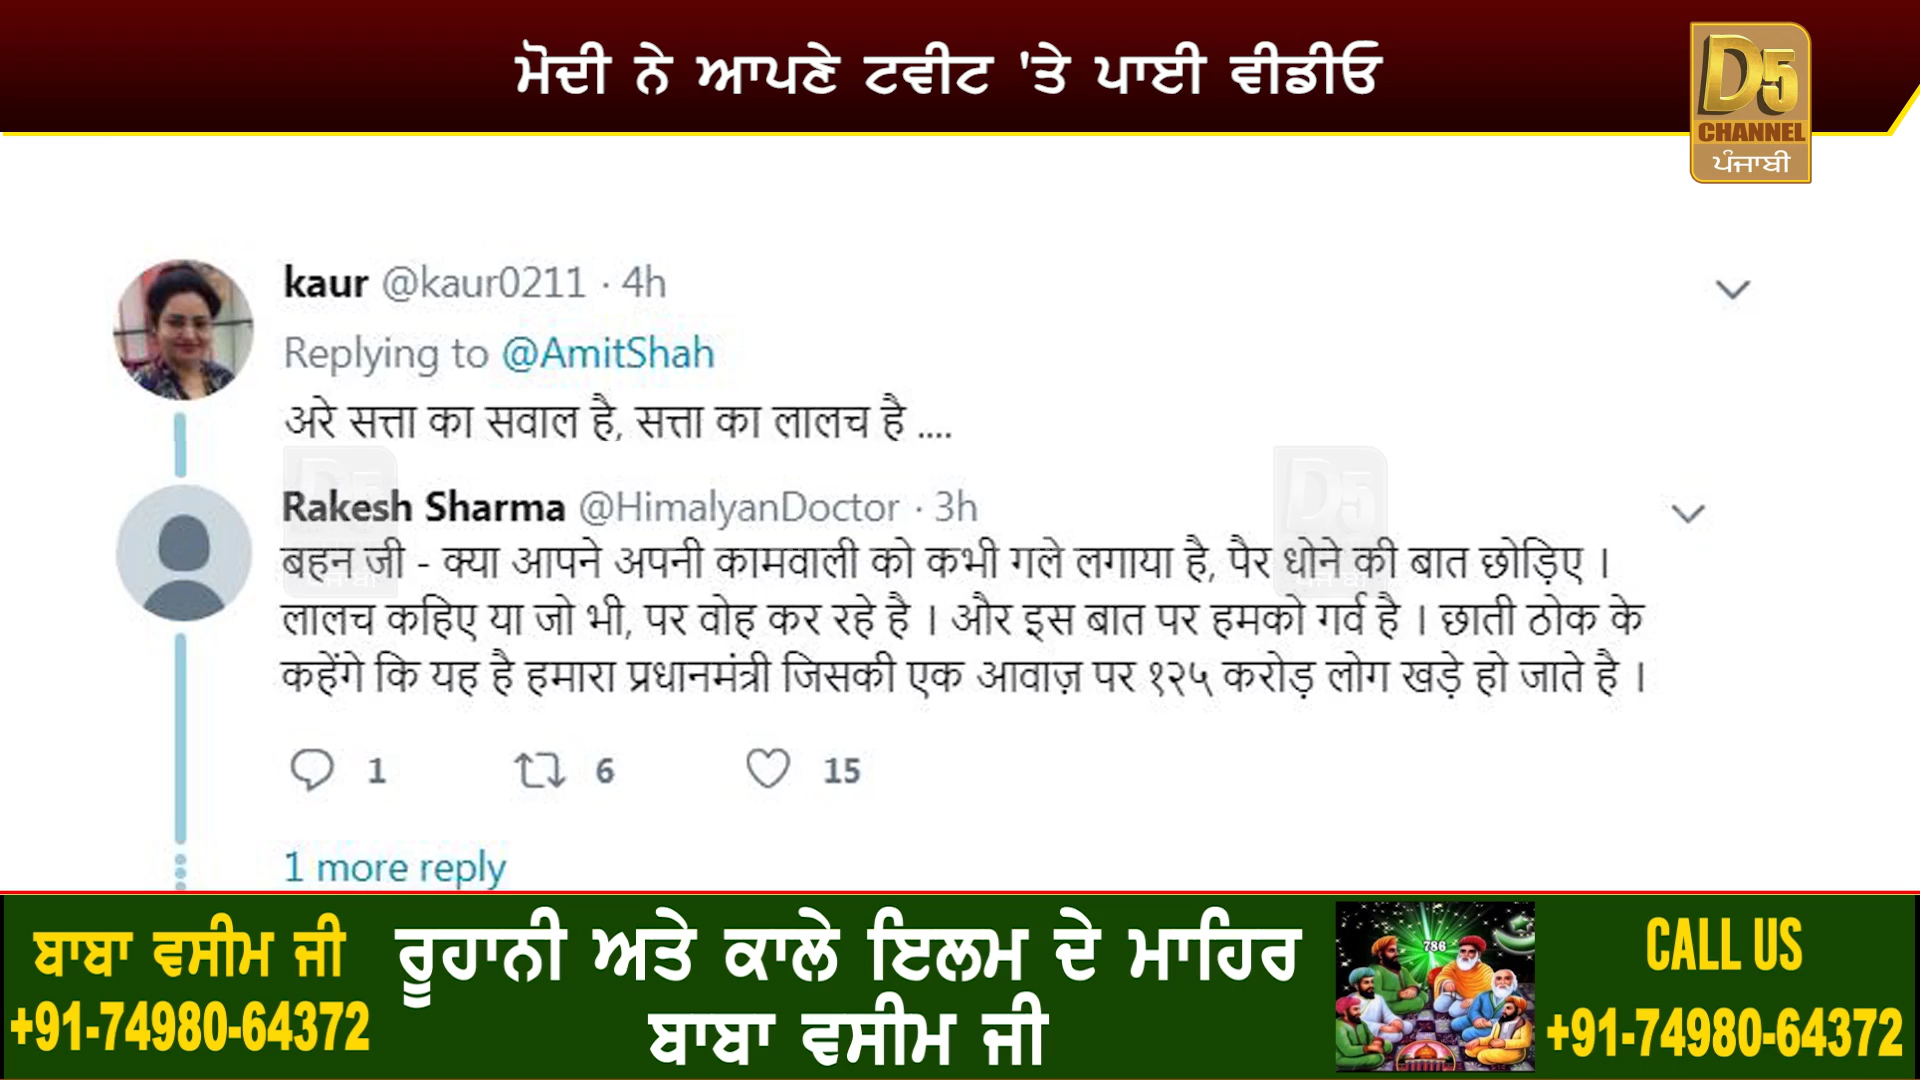 ਮੋਦੀ ਨੇ ਆਪਣੇ ਟਵੀਟ 'ਤੇ ਪਾਈ ਵੀਡੀਓ
D5
CHANNEL
ਪੰਜਾਬੀ
kaur @kaur0211 · 4h
Replying to @AmitShah
अरे सत्ता का सवाल है, सत्ता का लालच है ....
Rakesh Sharma @HimalyanDoctor · 3h
बहन जी - क्या आपने अपनी कामवाली को कभी गले लगाया है, पैर धोने की बात छोड़िए ।
लालच कहिए या जो भी, पर वोह कर रहे है । और इस बात पर हमको गर्व है । छाती ठोक के
कहेंगे कि यह है हमारा प्रधानमंत्री जिसकी एक आवाज़ पर १२५ करोड़ लोग खड़े हो जाते है ।
1 6 15
1 more reply
ਬਾਬਾ ਵਸੀਮ ਜੀ
+91-74980-64372
ਰੂਹਾਨੀ ਅਤੇ ਕਾਲੇ ਇਲਮ ਦੇ ਮਾਹਿਰ
ਬਾਬਾ ਵਸੀਮ ਜੀ
786
CALL US
+91-74980-64372